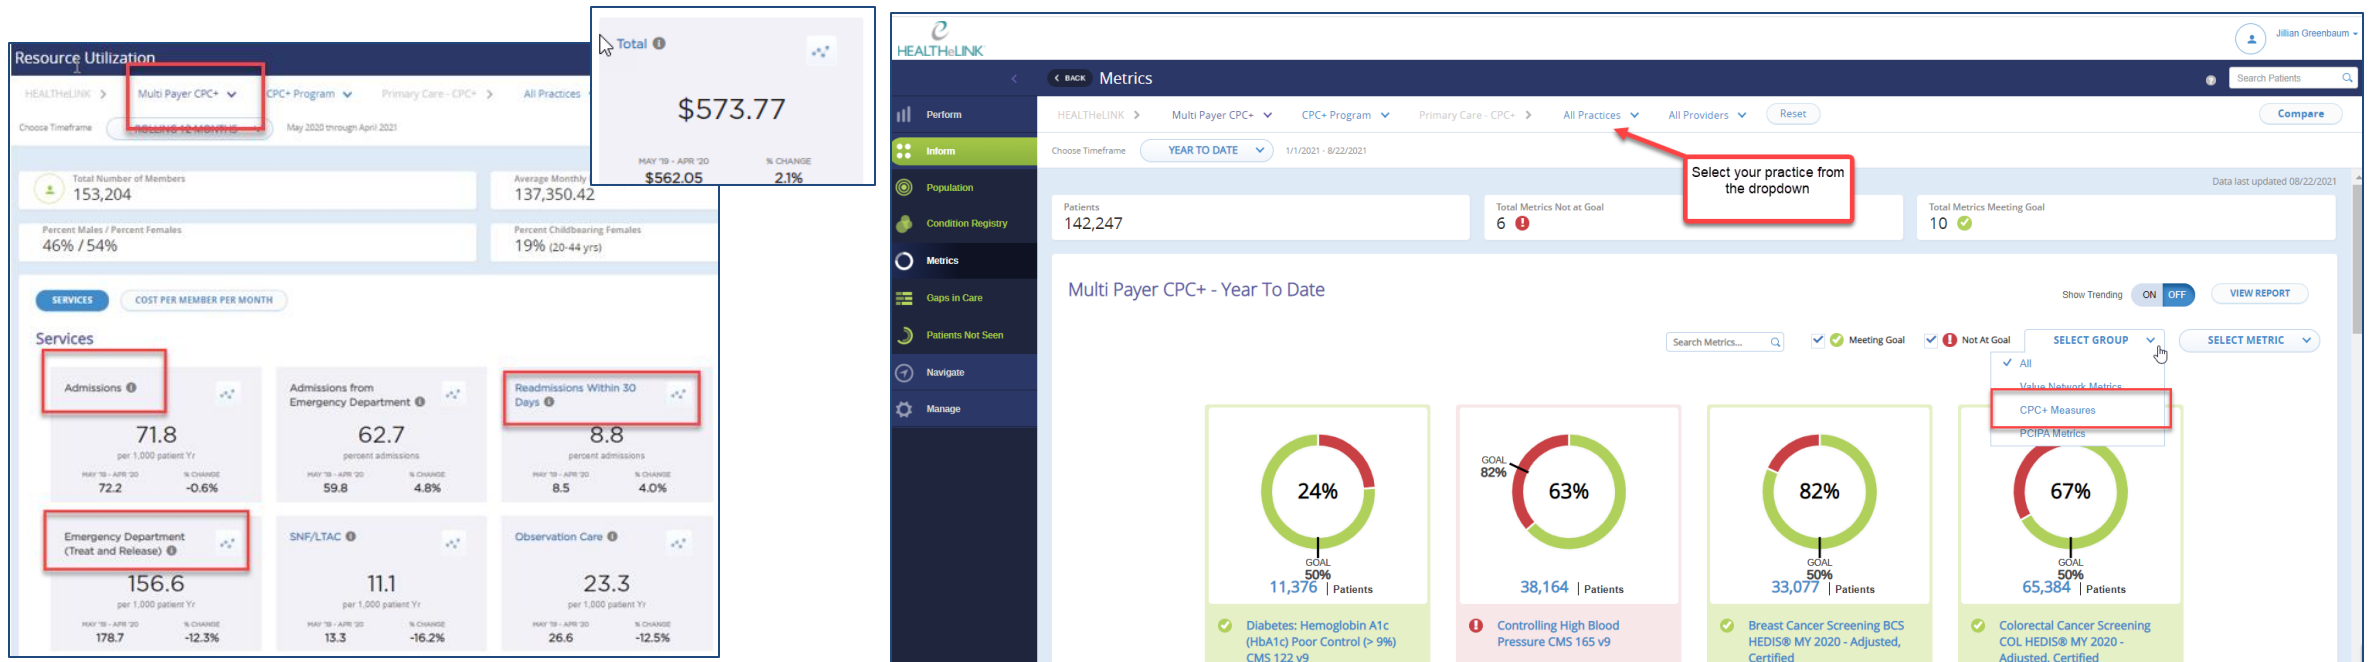 Resource Utilization
HEALTHeLINK
Multi Payer CPC+
CPC+ Program
Primary Care - CPC+
All Practices
Choose Timeframe
ROLLING 12 MONTHS
May 2020 through April 2021
Total Number of Members
153,204
Average Monthly
137,350.42
Percent Males / Percent Females
46% / 54%
Percent Childbearing Females
19% (20-44 yrs)
SERVICES
COST PER MEMBER PER MONTH
Services
Admissions
71.8
per 1,000 patient Yr
MAY '19 - APR '20
% CHANGE
72.2
-0.6%
Admissions from
Emergency Department
62.7
percent admissions
MAY '19 - APR '20
% CHANGE
59.8
4.8%
Readmissions Within 30
Days
8.8
percent admissions
MAY '19 - APR '20
% CHANGE
8.5
4.0%
Emergency Department
(Treat and Release)
156.6
per 1,000 patient Yr
MAY '19 - APR '20
% CHANGE
178.7
-12.3%
SNF/LTAC
11.1
per 1,000 patient Yr
MAY '19 - APR '20
% CHANGE
13.3
-16.2%
Observation Care
23.3
per 1,000 patient Yr
MAY '19 - APR '20
% CHANGE
26.6
-12.5%
Total
$573.77
MAY '19 - APR '20
% CHANGE
$562.05
2.1%
HEALTHeLINK
Jillian Greenbaum
BACK
Metrics
Search Patients
Perform
Inform
Population
Condition Registry
Metrics
Gaps in Care
Patients Not Seen
Navigate
Manage
HEALTHeLINK
Multi Payer CPC+
CPC+ Program
Primary Care - CPC+
All Practices
All Providers
Reset
Compare
Choose Timeframe
YEAR TO DATE
1/1/2021 - 8/22/2021
Select your practice from
the dropdown
Data last updated 08/22/2021
Patients
142,247
Total Metrics Not at Goal
6
Total Metrics Meeting Goal
10
Multi Payer CPC+ - Year To Date
Show Trending
ON
OFF
VIEW REPORT
Search Metrics...
Meeting Goal
Not At Goal
SELECT GROUP
SELECT METRIC
All
Value Network Metrics
CPC+ Measures
PCIPA Metrics
24%
GOAL
50%
11,376 | Patients
Diabetes: Hemoglobin A1c
(HbA1c) Poor Control (> 9%)
CMS 122 v9
GOAL
82%
63%
38,164 | Patients
Controlling High Blood
Pressure CMS 165 v9
82%
GOAL
50%
33,077 | Patients
Breast Cancer Screening BCS
HEDIS® MY 2020 - Adjusted,
Certified
67%
GOAL
50%
65,384 | Patients
Colorectal Cancer Screening
COL HEDIS® MY 2020 -
Adjusted, Certified